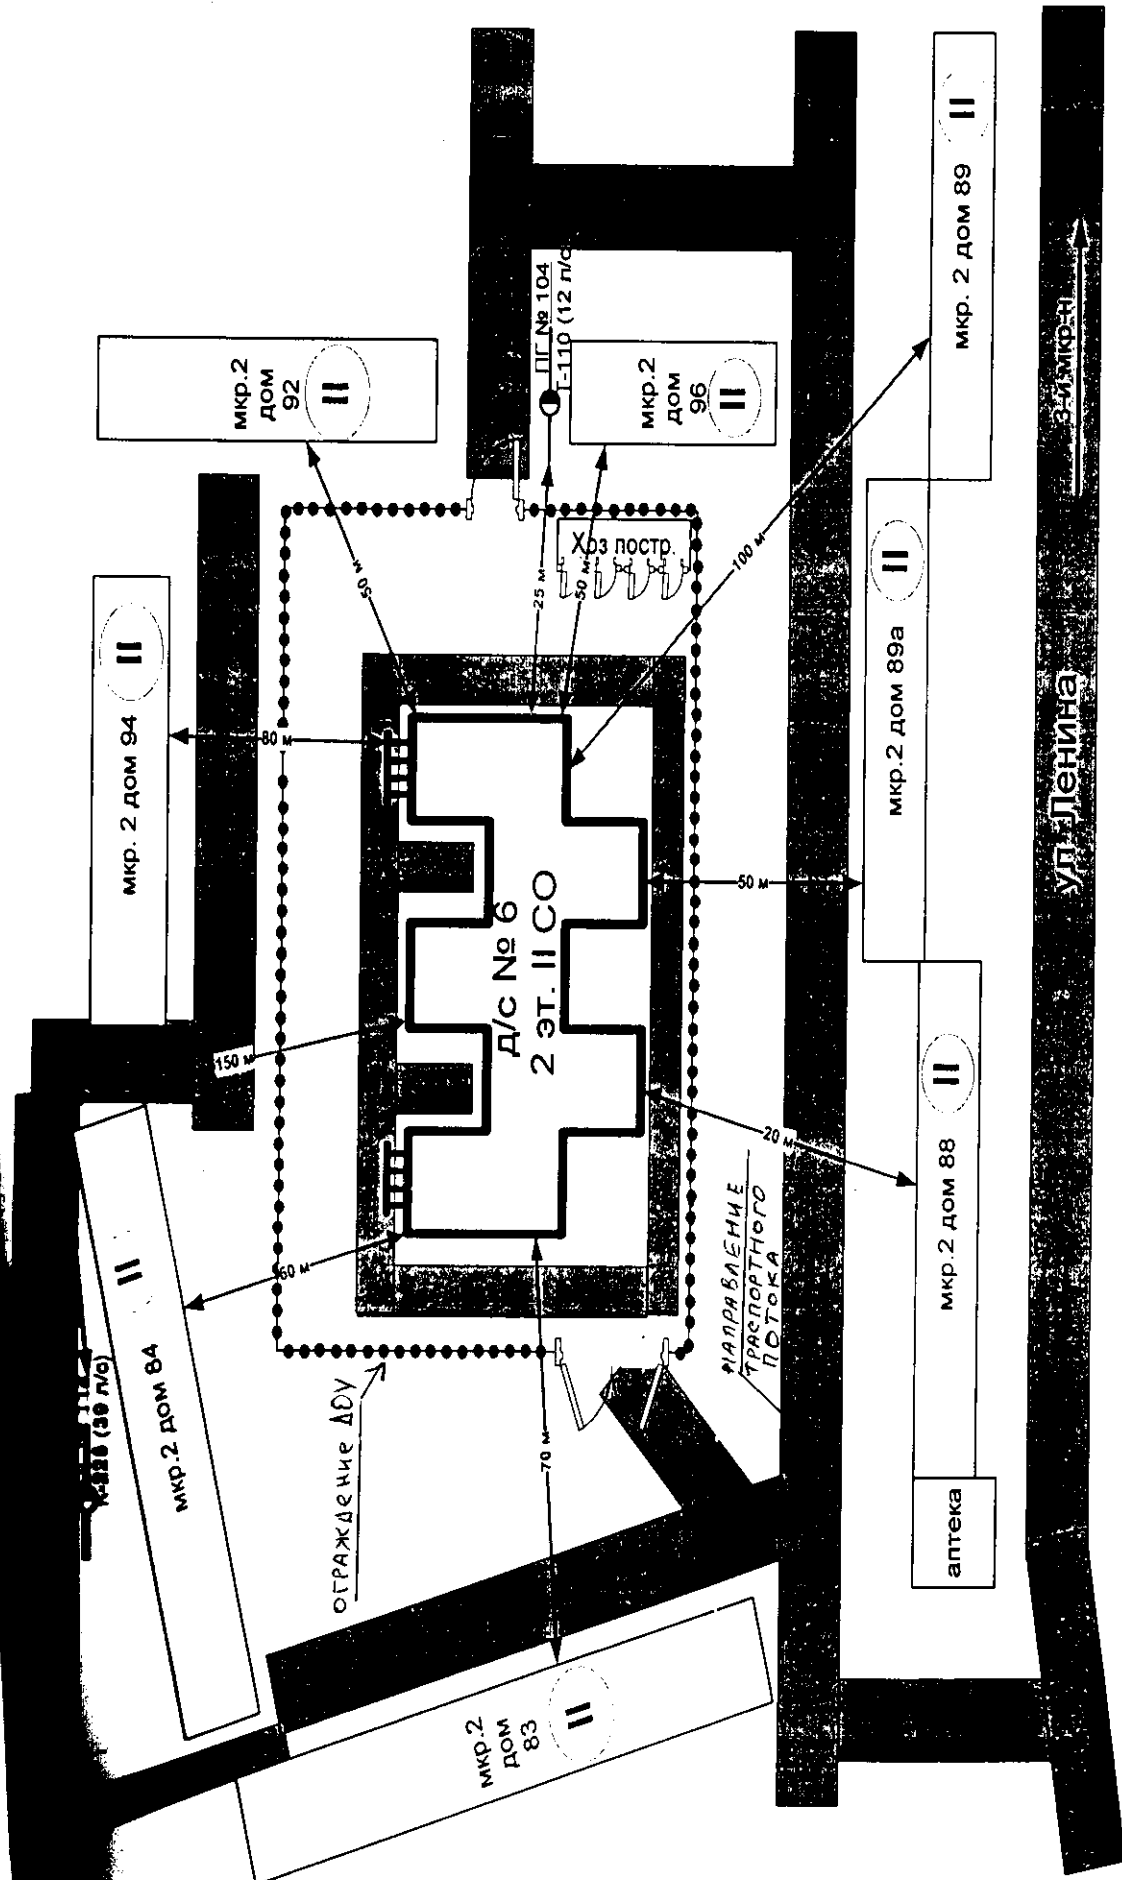 ПГ № 104
Т-110 (12 п/с
мкр.2
дом
92
II
мкр.2
дом
96
II
мкр. 2 дом 89
II
3-й мкр-н
Хоз постр.
50 м
25 м
50 м
100 м
мкр. 2 дом 94
II
80 м
мкр.2 дом 89а
II
ул Ленина
д/с № 6
2 эт. II СО
50 м
150 м
20 м
мкр.2 дом 88
II
60 м
мкр.2 дом 84
II
НАПРАВЛЕНИЕ
ТРАСПОРТНОГО
ПОТОКА
ОГРАЖДЕНИЕ ДОУ
70 м
аптека
мкр.2
дом
83
II